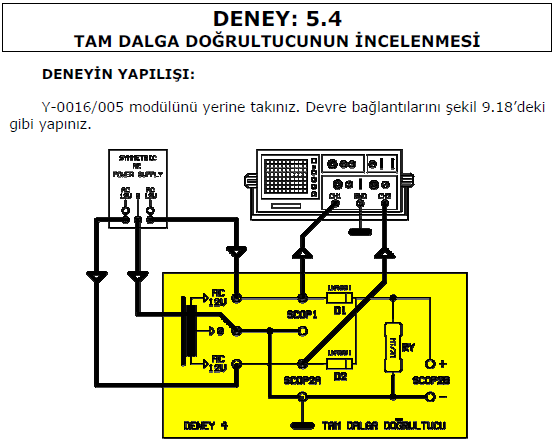 DENEY: 5.4
TAM DALGA DOĞRULTUCUNUN İNCELENMESİ
DENEYİN YAPILIŞI:
Y-0016/005 modülünü yerine takınız. Devre bağlantılarını şekil 9.18’deki
gibi yapınız.
SYMMETRIC
AC
POWER SUPPLY
AC 0 AC
12V 12V
CH1 GND CH2
AC
12V
SCOP1
D1
0
AC
12V
SCOP2A
D2
RY
+
SCOP2B
-
DENEY 4
TAM DALGA DOĞRULTUCU